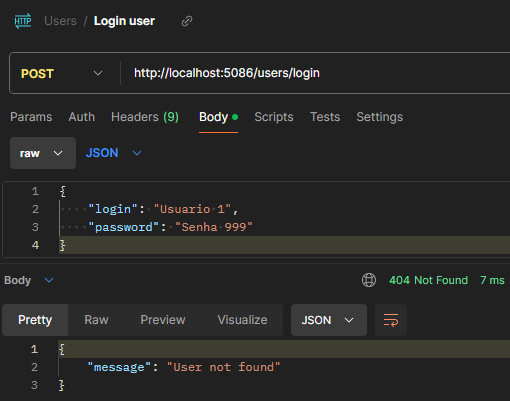 HTTP Users / Login user
POST http://localhost:5086/users/login
Params Auth Headers (9) Body Scripts Tests Settings
raw JSON
1 {
2 "login": "Usuario 1",
3 "password": "Senha 999"
4 }
Body 404 Not Found 7 ms
Pretty Raw Preview Visualize JSON
1 {
2 "message": "User not found"
3 }